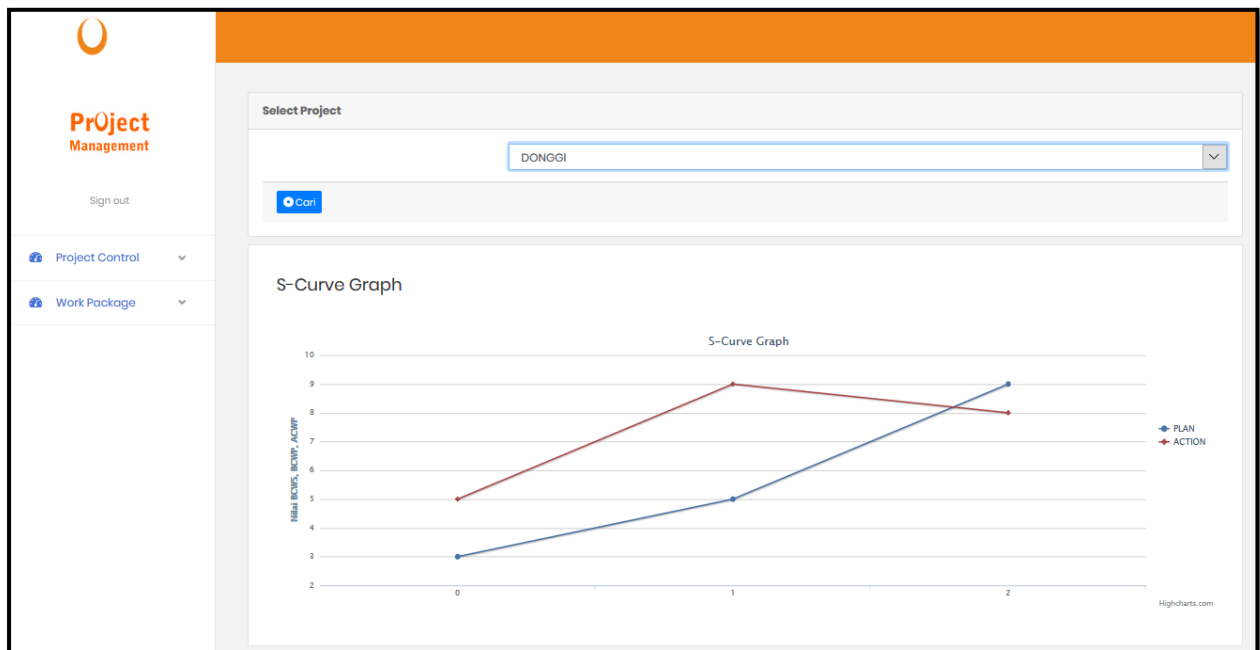 PrOject
Management
Sign out
Project Control
Work Package
Select Project
DONGGI
Cari
S-Curve Graph
S-Curve Graph
Nilai BCWS, BCWP, ACWP
10
9
8
7
6
5
4
3
2
0
1
2
PLAN
ACTION
Highcharts.com